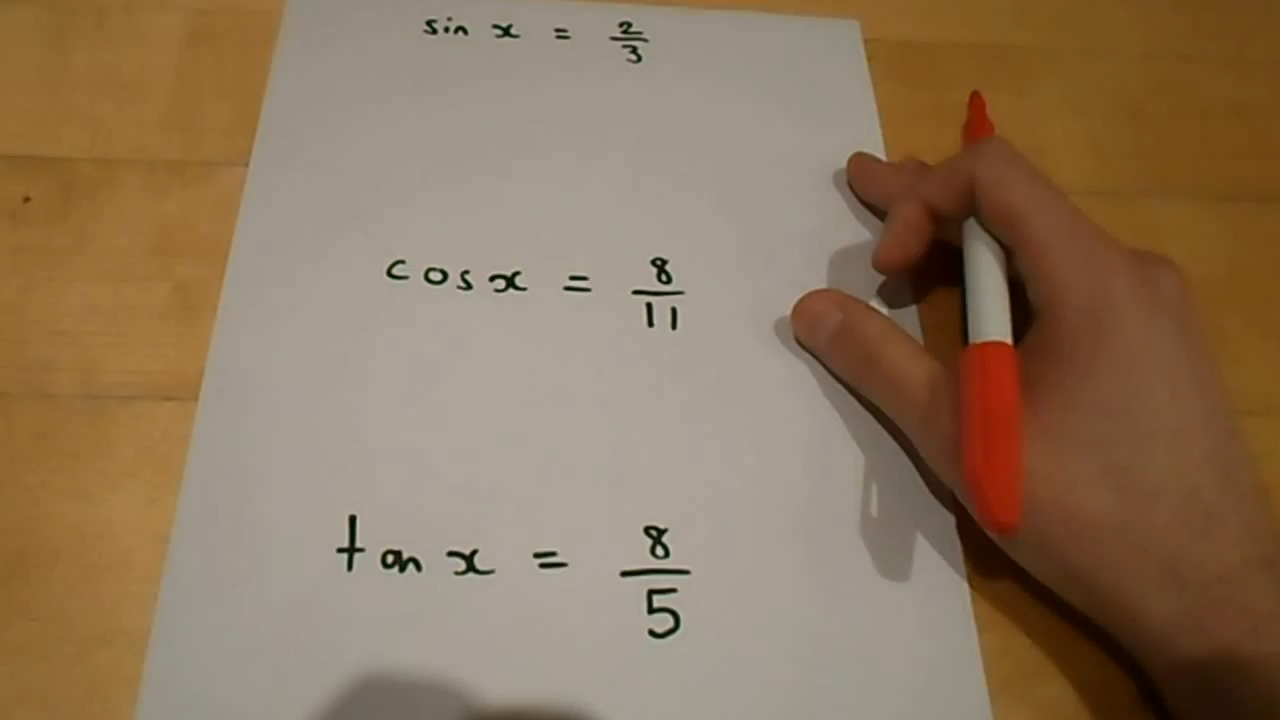 sin x = 2/3
cos x = 8/11
tan x = 8/5